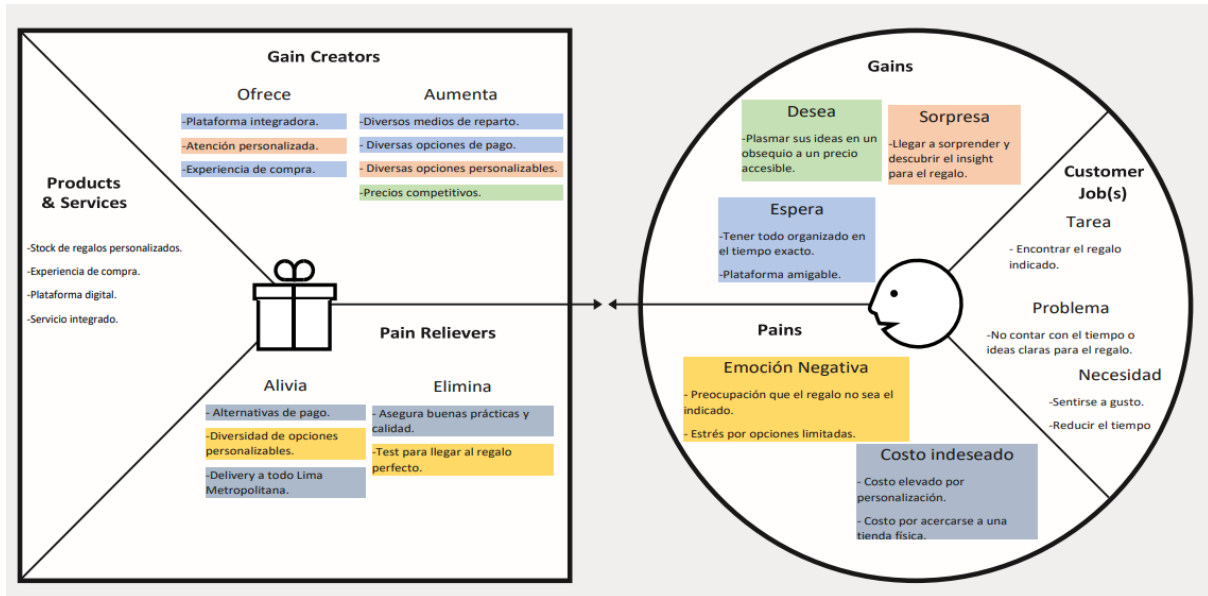 Gain Creators
Ofrece
-Plataforma integradora.
-Atención personalizada.
-Experiencia de compra.
Aumenta
-Diversos medios de reparto.
- Diversas opciones de pago.
- Diversas opciones personalizables.
-Precios competitivos.
Products
& Services
-Stock de regalos personalizados.
-Experiencia de compra.
-Plataforma digital.
-Servicio integrado.
Pain Relievers
Alivia
- Alternativas de pago.
-Diversidad de opciones
personalizables.
-Delivery a todo Lima
Metropolitana.
Elimina
- Asegura buenas prácticas y
calidad.
-Test para llegar al regalo
perfecto.
Gains
Desea
-Plasmar sus ideas en un
obsequio a un precio
accesible.
Sorpresa
-Llegar a sorprender y
descubrir el insight
para el regalo.
Espera
-Tener todo organizado en
el tiempo exacto.
-Plataforma amigable.
Customer
Job(s)
Tarea
- Encontrar el regalo
indicado.
Problema
-No contar con el tiempo o
ideas claras para el regalo.
Necesidad
-Sentirse a gusto.
-Reducir el tiempo
Pains
Emoción Negativa
- Preocupación que el regalo no sea el
indicado.
- Estrés por opciones limitadas.
Costo indeseado
- Costo elevado por
personalización.
- Costo por acercarse a una
tienda física.